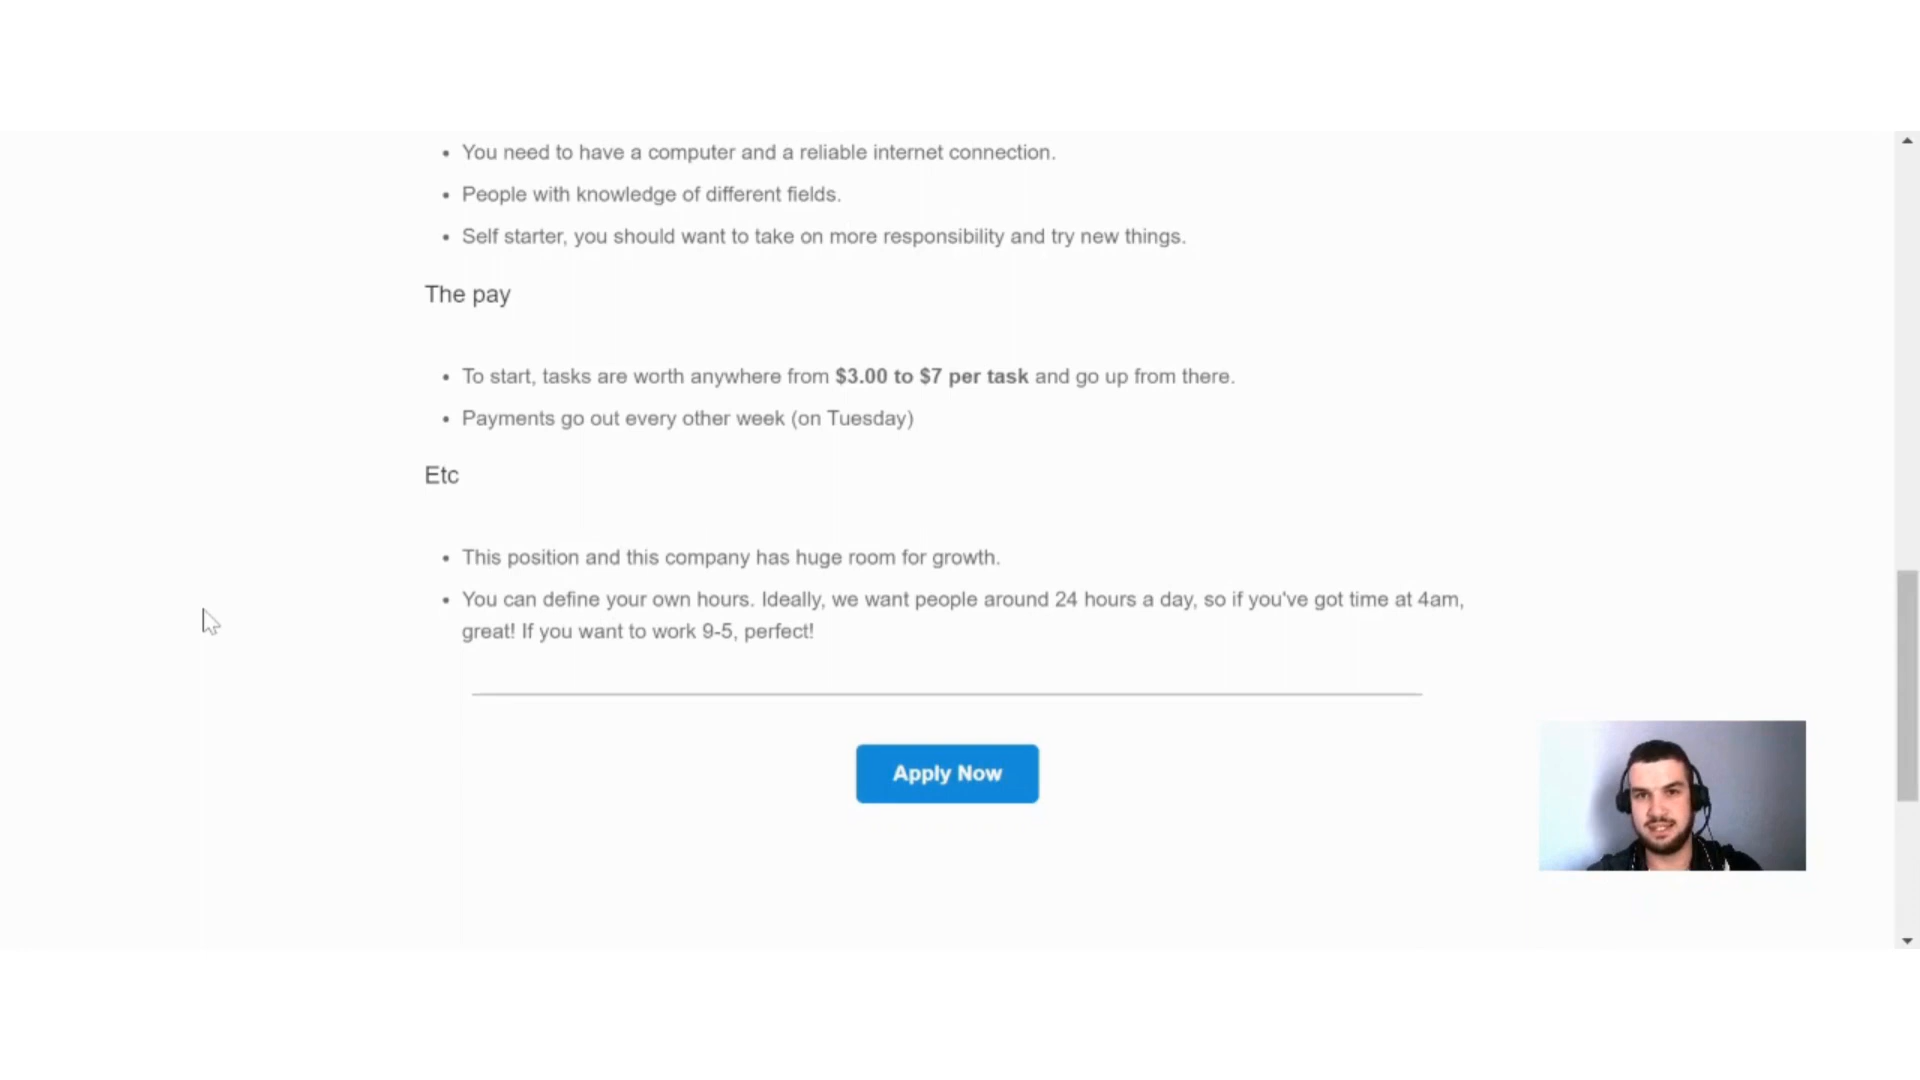 • You need to have a computer and a reliable internet connection.
• People with knowledge of different fields.
• Self starter, you should want to take on more responsibility and try new things.
The pay
• To start, tasks are worth anywhere from $3.00 to $7 per task and go up from there.
• Payments go out every other week (on Tuesday)
Etc
• This position and this company has huge room for growth.
• You can define your own hours. Ideally, we want people around 24 hours a day, so if you've got time at 4am,
great! If you want to work 9-5, perfect!
Apply Now